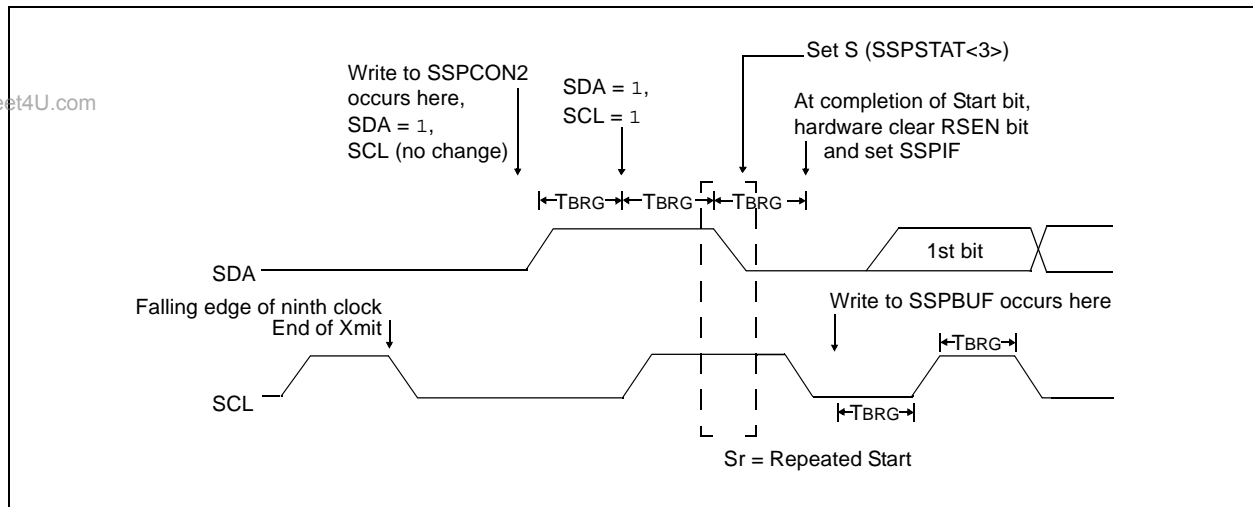 eet4U.com
Set S (SSPSTAT<3>)
Write to SSPCON2
occurs here,
SDA = 1,
SCL (no change)
SDA = 1,
SCL = 1
At completion of Start bit,
hardware clear RSEN bit
and set SSPIF
TBRG
TBRG
TBRG
SDA
1st bit
Falling edge of ninth clock
End of Xmit
Write to SSPBUF occurs here
TBRG
SCL
TBRG
Sr = Repeated Start